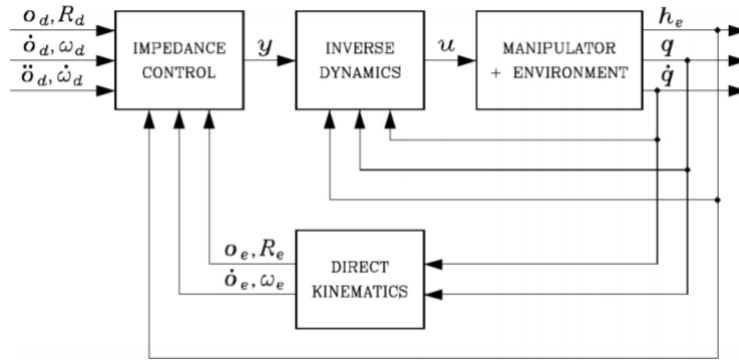 o_d, R_d
ȯ_d, ω_d
ö_d, ω̇_d
IMPEDANCE
CONTROL
y
INVERSE
DYNAMICS
u
MANIPULATOR
+ ENVIRONMENT
h_e
q
q̇
o_e, R_e
ȯ_e, ω_e
DIRECT
KINEMATICS